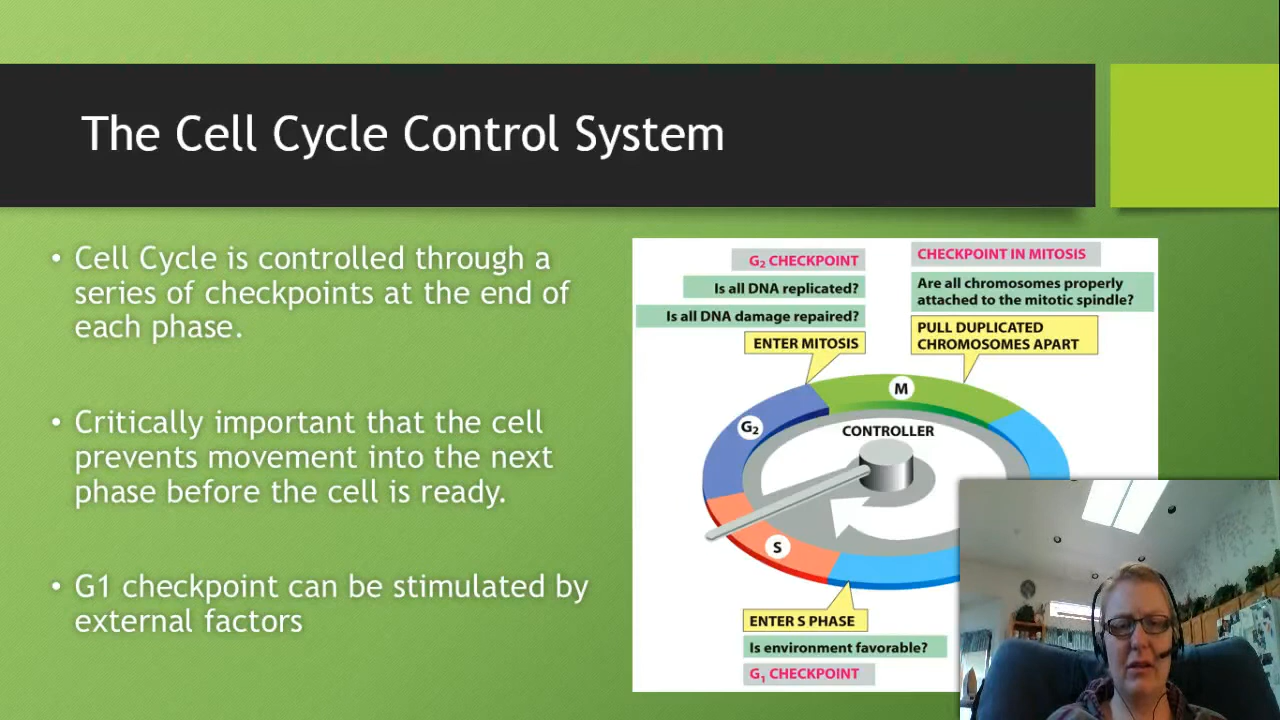 The Cell Cycle Control System
• Cell Cycle is controlled through a
series of checkpoints at the end of
each phase.
• Critically important that the cell
prevents movement into the next
phase before the cell is ready.
• G1 checkpoint can be stimulated by
external factors
G₂ CHECKPOINT
Is all DNA replicated?
Is all DNA damage repaired?
ENTER MITOSIS
CHECKPOINT IN MITOSIS
Are all chromosomes properly
attached to the mitotic spindle?
PULL DUPLICATED
CHROMOSOMES APART
M
G₂
CONTROLLER
S
ENTER S PHASE
Is environment favorable?
G₁ CHECKPOINT